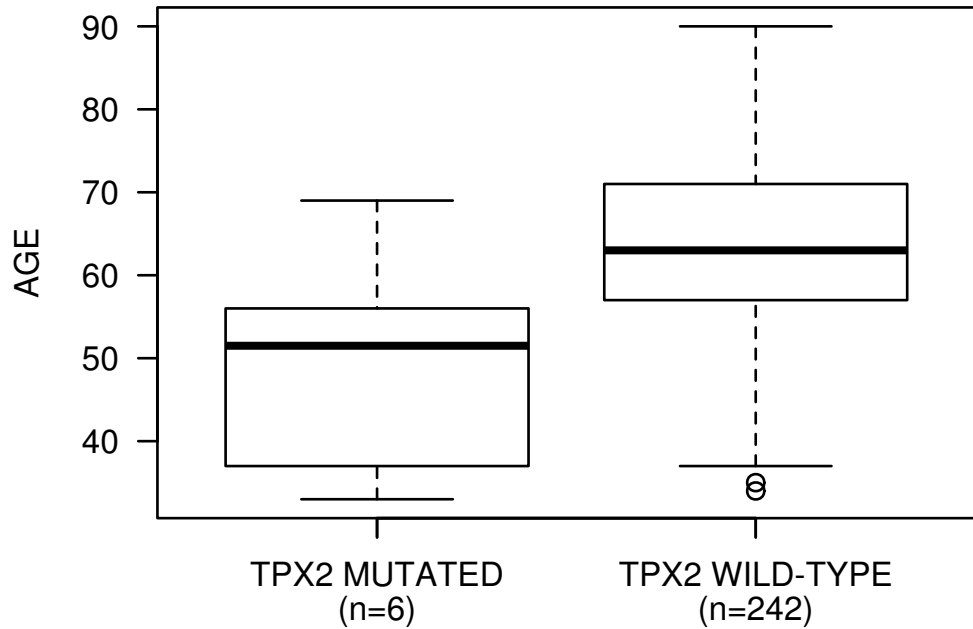 90
80
70
60
50
40
AGE
TPX2 MUTATED
(n=6)
TPX2 WILD-TYPE
(n=242)